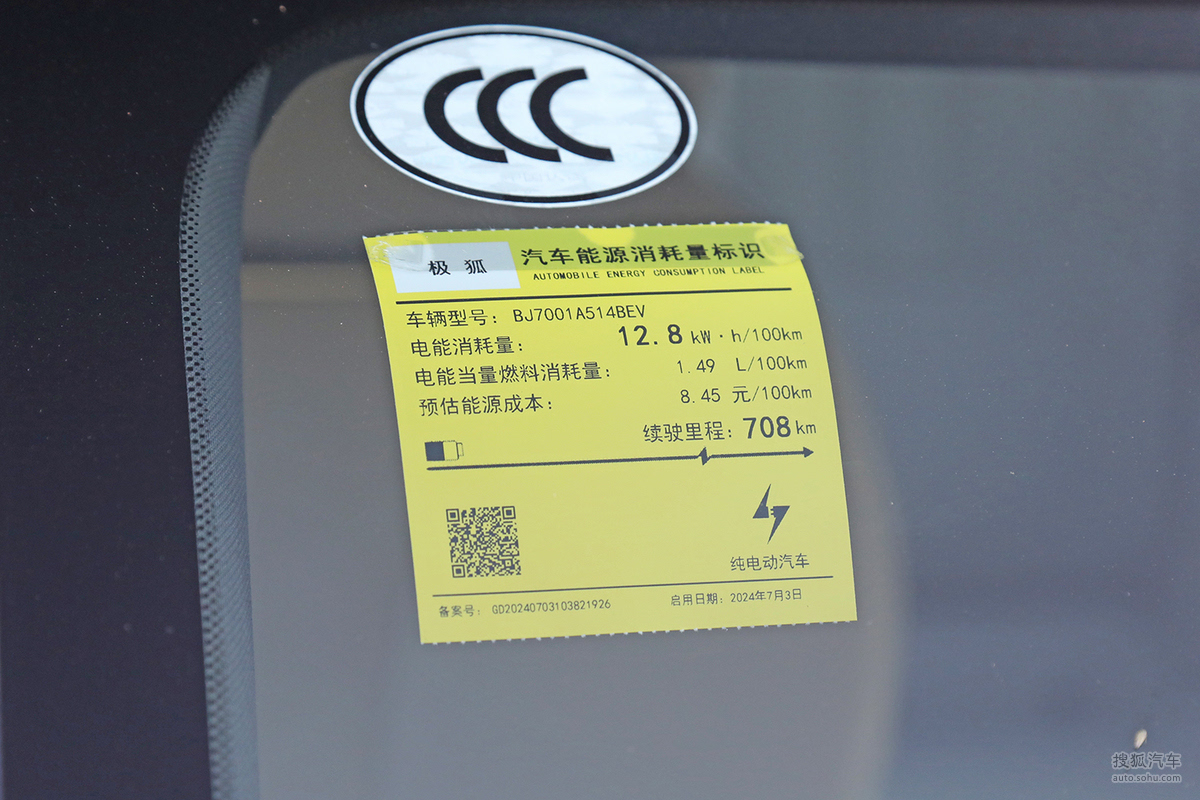 CCC
极狐
汽车能源消耗量标识
AUTOMOBILE ENERGY CONSUMPTION LABEL
车辆型号: BJ7001A514BEV
电能消耗量: 12.8 kW·h/100km
电能当量燃料消耗量: 1.49 L/100km
预估能源成本: 8.45 元/100km
续驶里程: 708 km
纯电动汽车
备案号: GD20240703103821926 启用日期: 2024年7月3日
搜狐汽车
auto.sohu.com